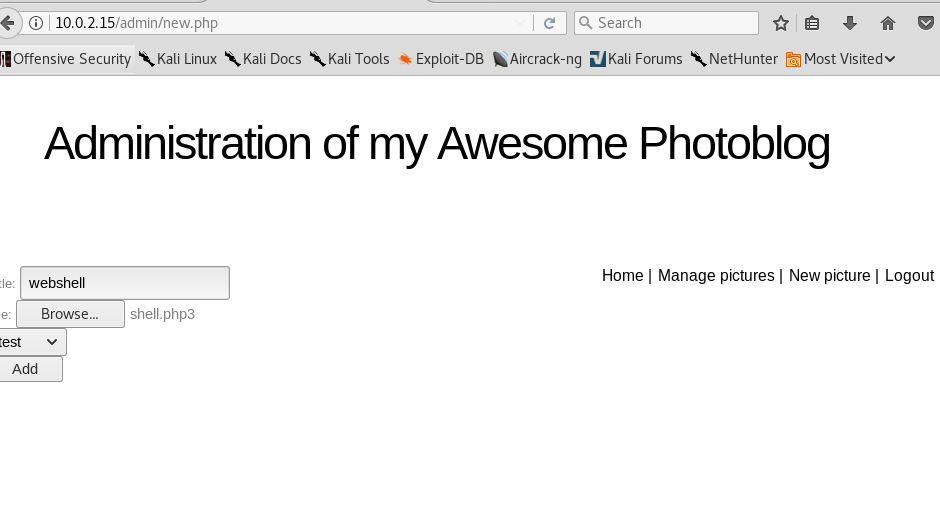 10.0.2.15/admin/new.php Search
Offensive Security Kali Linux Kali Docs Kali Tools Exploit-DB Aircrack-ng Kali Forums NetHunter Most Visited
Administration of my Awesome Photoblog
tle: webshell Home | Manage pictures | New picture | Logout
e: Browse... shell.php3
test
Add